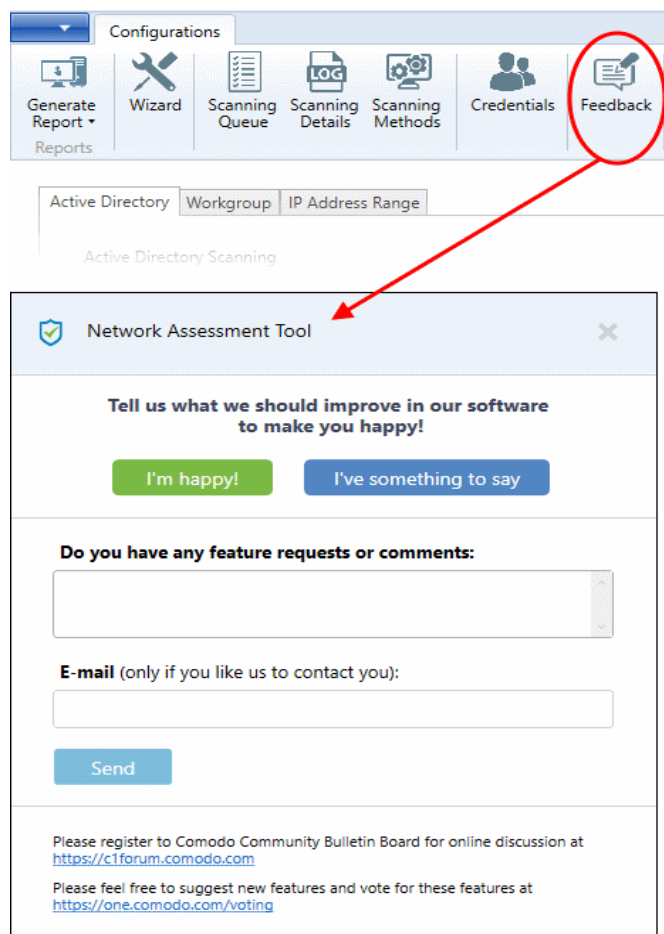 Configurations
Generate Report
Wizard
Scanning Queue
Scanning Details
LOG
Scanning Methods
Credentials
Feedback
Reports
Active Directory
Workgroup
IP Address Range
Active Directory Scanning
Network Assessment Tool
Tell us what we should improve in our software
to make you happy!
I'm happy!
I've something to say
Do you have any feature requests or comments:
E-mail (only if you like us to contact you):
Send
Please register to Comodo Community Bulletin Board for online discussion at
https://c1forum.comodo.com
Please feel free to suggest new features and vote for these features at
https://one.comodo.com/voting